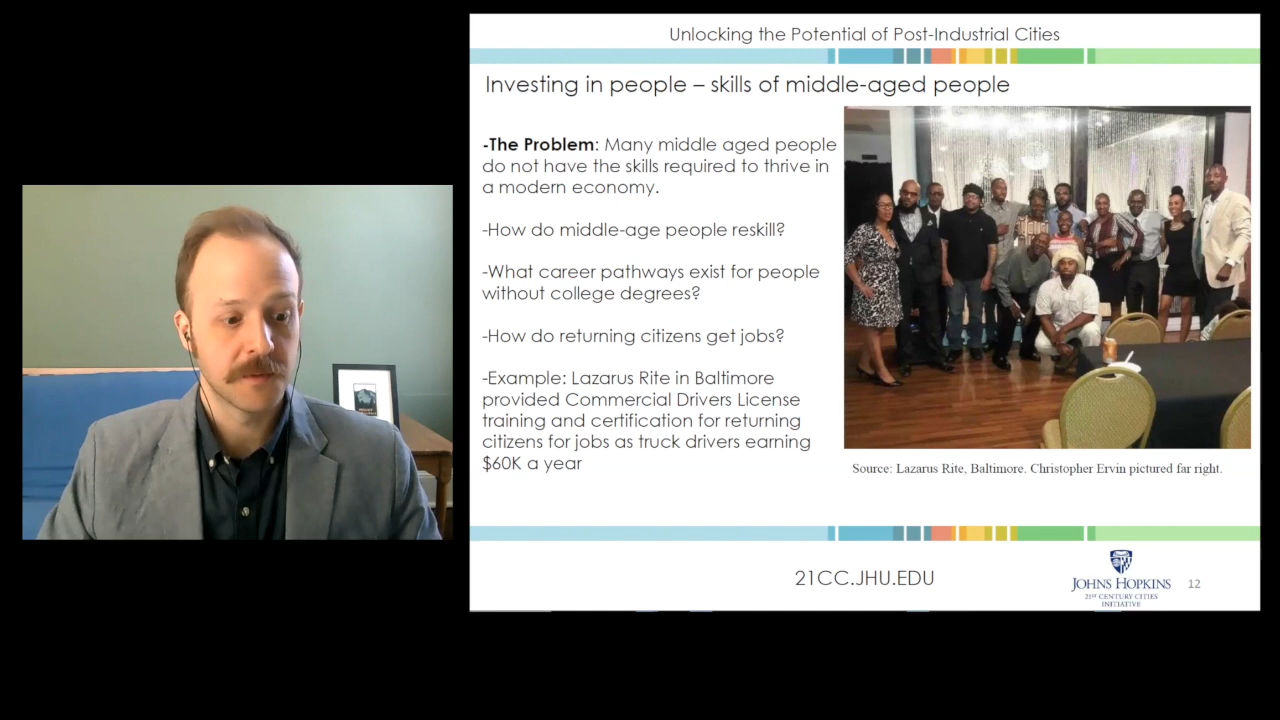 Unlocking the Potential of Post-Industrial Cities
Investing in people – skills of middle-aged people
-The Problem: Many middle aged people
do not have the skills required to thrive in
a modern economy.
-How do middle-age people reskill?
-What career pathways exist for people
without college degrees?
-How do returning citizens get jobs?
-Example: Lazarus Rite in Baltimore
provided Commercial Drivers License
training and certification for returning
citizens for jobs as truck drivers earning
$60K a year
Source: Lazarus Rite, Baltimore. Christopher Ervin pictured far right.
21CC.JHU.EDU
JOHNS HOPKINS
21ST CENTURY CITIES
INITIATIVE
12